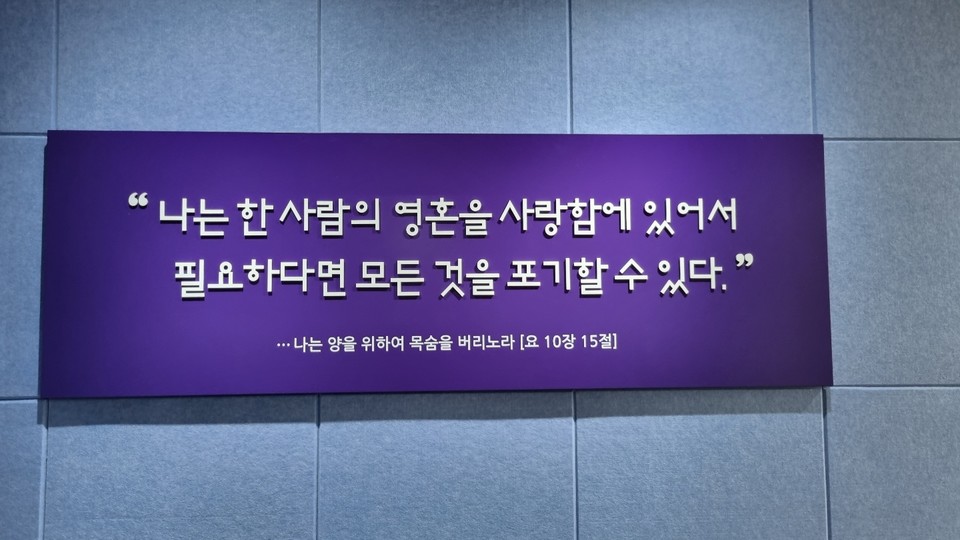 “ 나는 한 사람의 영혼을 사랑함에 있어서
필요하다면 모든 것을 포기할 수 있다. ”
…나는 양을 위하여 목숨을 버리노라 [요 10장 15절]